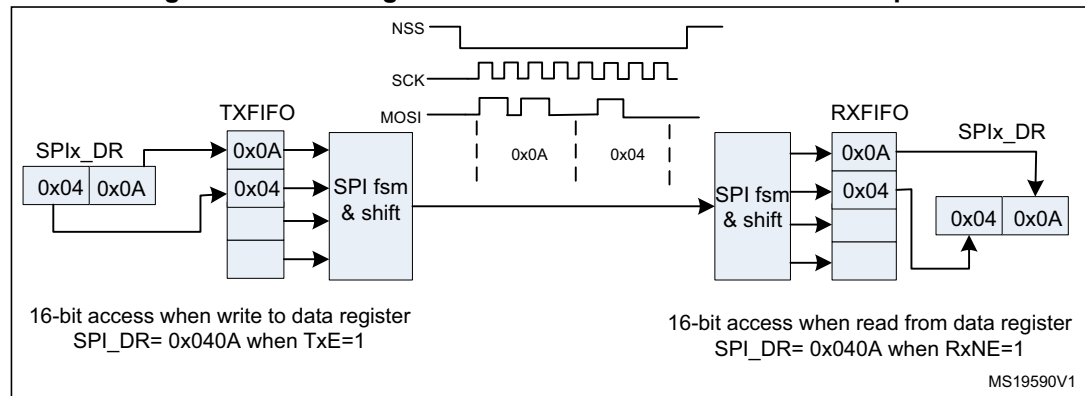 NSS
SCK
MOSI
TXFIFO
RXFIFO
SPIx_DR
SPIx_DR
0x0A
0x04
0x04 0x0A
SPI fsm
& shift
0x0A
0x04
SPI fsm
& shift
0x0A
0x04
0x04 0x0A
16-bit access when write to data register
SPI_DR= 0x040A when TxE=1
16-bit access when read from data register
SPI_DR= 0x040A when RxNE=1
MS19590V1